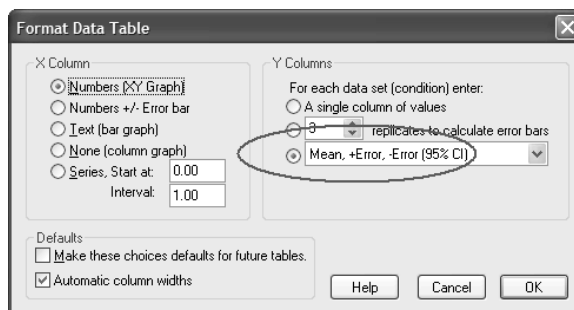 Format Data Table
X Column
Numbers (XY Graph)
Numbers +/- Error bar
Text (bar graph)
None (column graph)
Series, Start at: 0.00
Interval: 1.00
Y Columns
For each data set (condition) enter:
A single column of values
3 replicates to calculate error bars
Mean, +Error, -Error (95% CI)
Defaults
Make these choices defaults for future tables.
Automatic column widths
Help Cancel OK